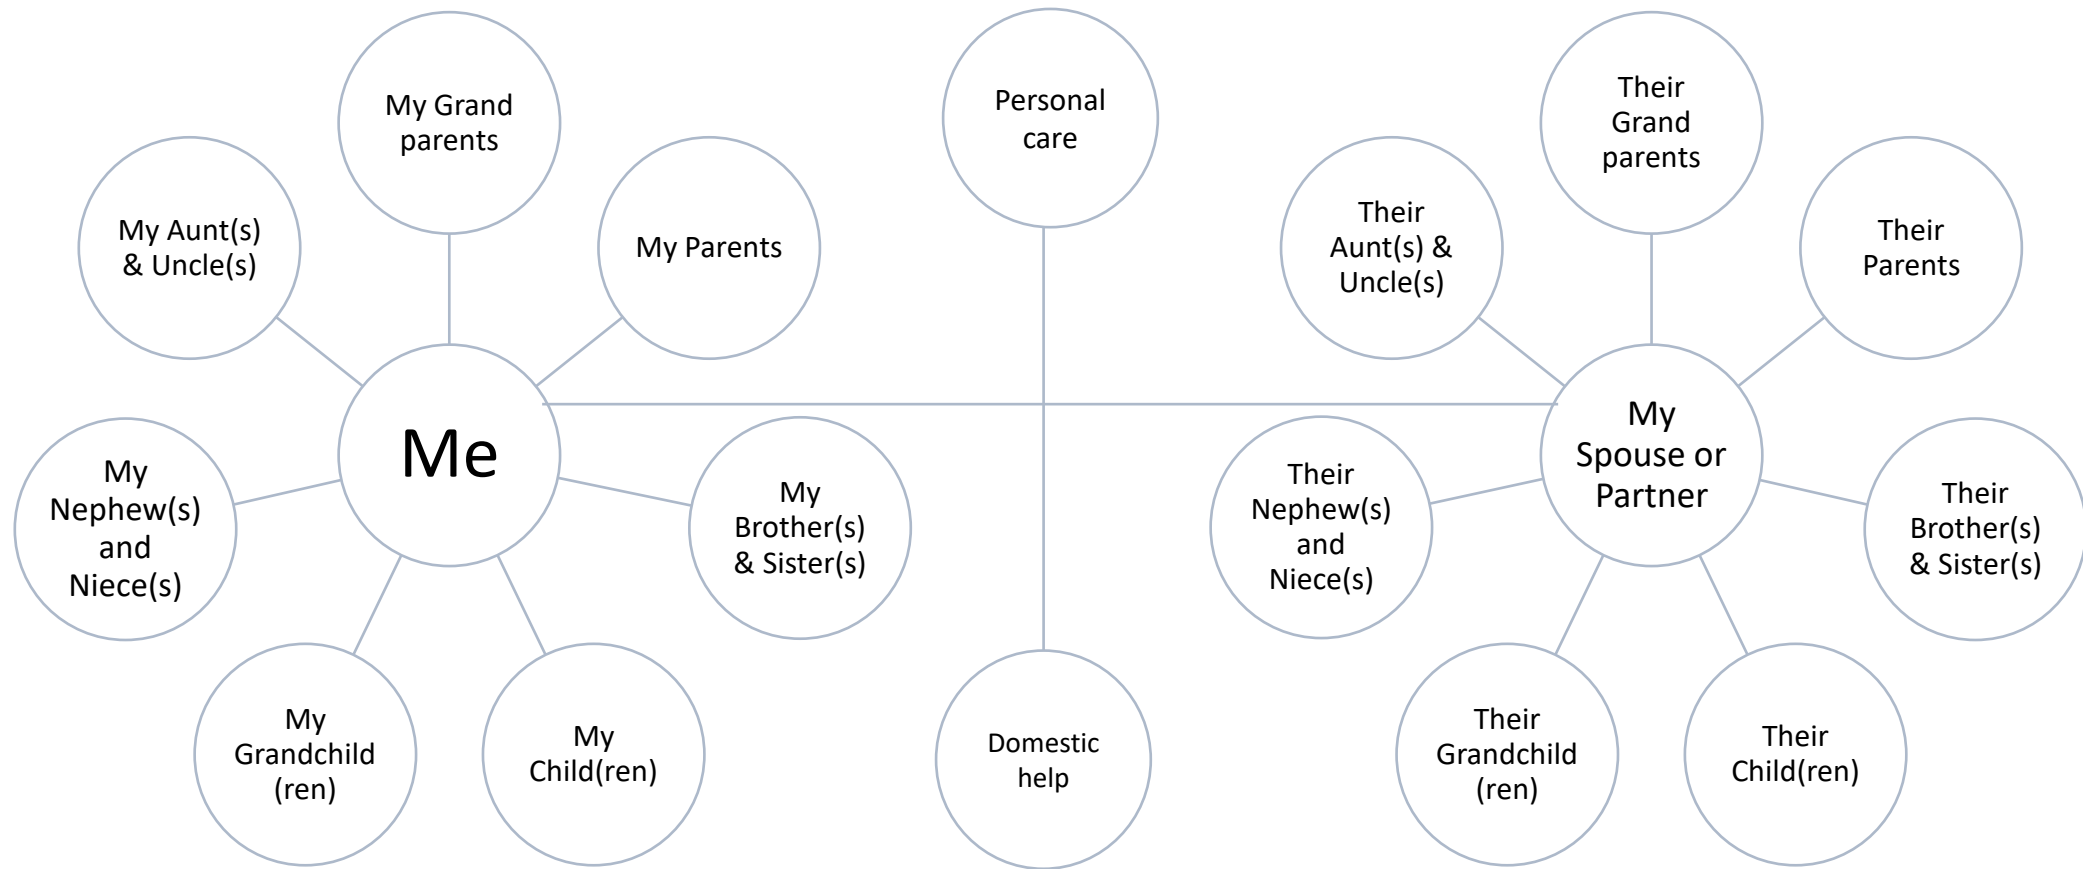 My Grand
parents
My Aunt(s)
& Uncle(s)
My Parents
Me
My
Nephew(s)
and
Niece(s)
My
Brother(s)
& Sister(s)
My
Grandchild
(ren)
My
Child(ren)
Personal
care
Domestic
help
Their
Grand
parents
Their
Aunt(s) &
Uncle(s)
Their
Parents
My
Spouse or
Partner
Their
Nephew(s)
and
Niece(s)
Their
Brother(s)
& Sister(s)
Their
Grandchild
(ren)
Their
Child(ren)